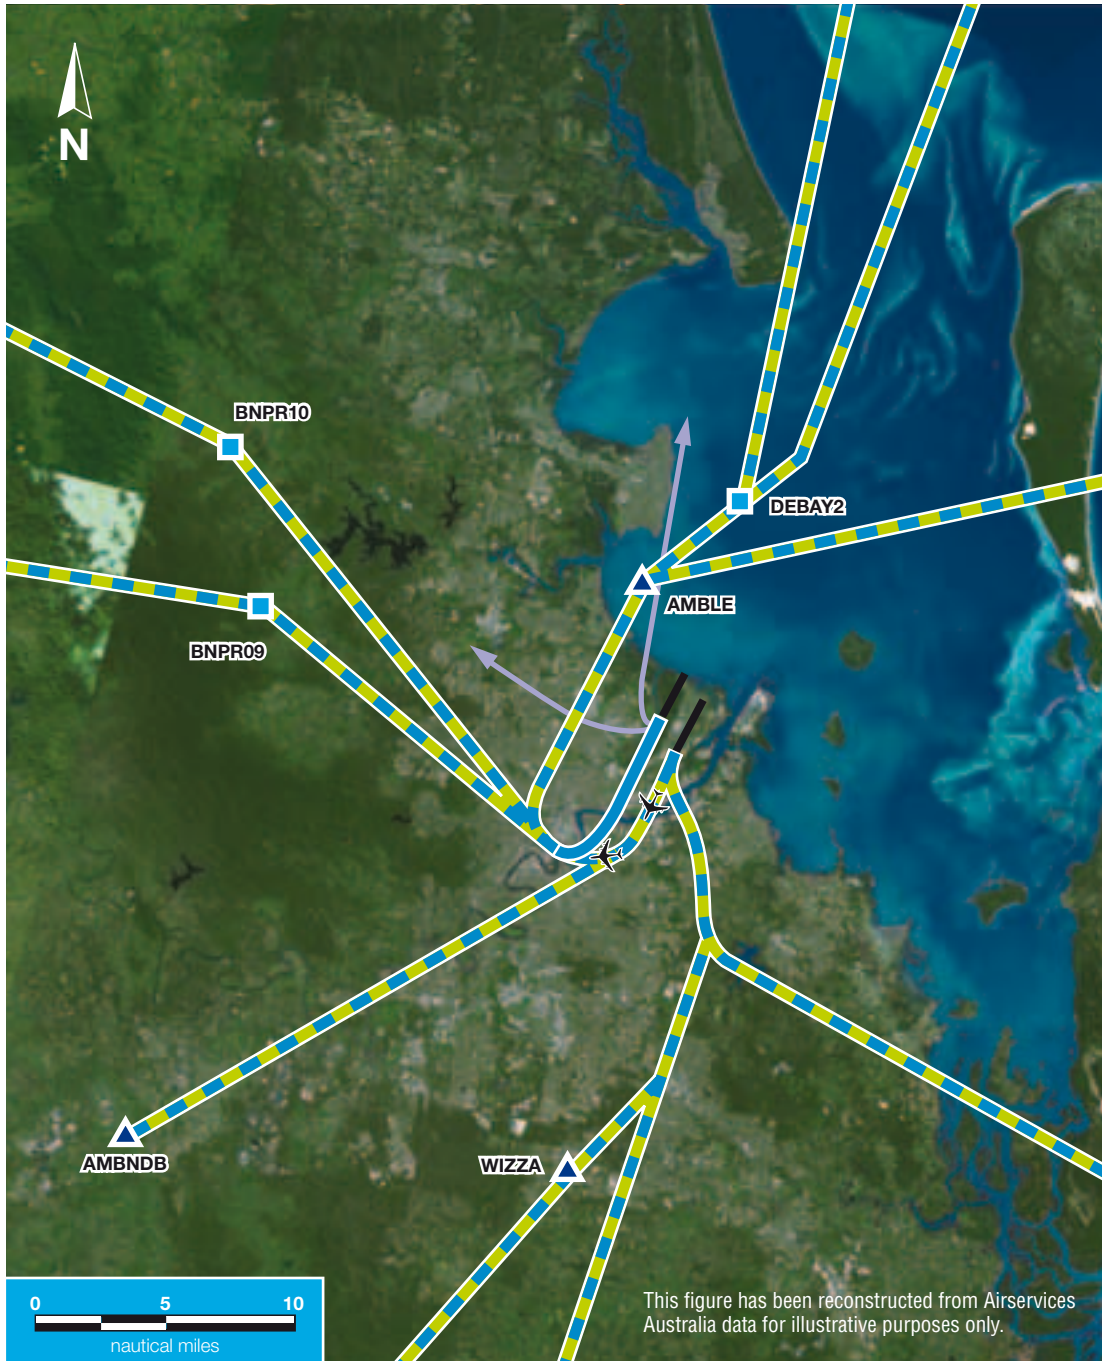 N
BNPR10
DEBAY2
AMBLE
BNPR09
AMBNDB
WIZZA
0 5 10
nautical miles
This figure has been reconstructed from Airservices
Australia data for illustrative purposes only.